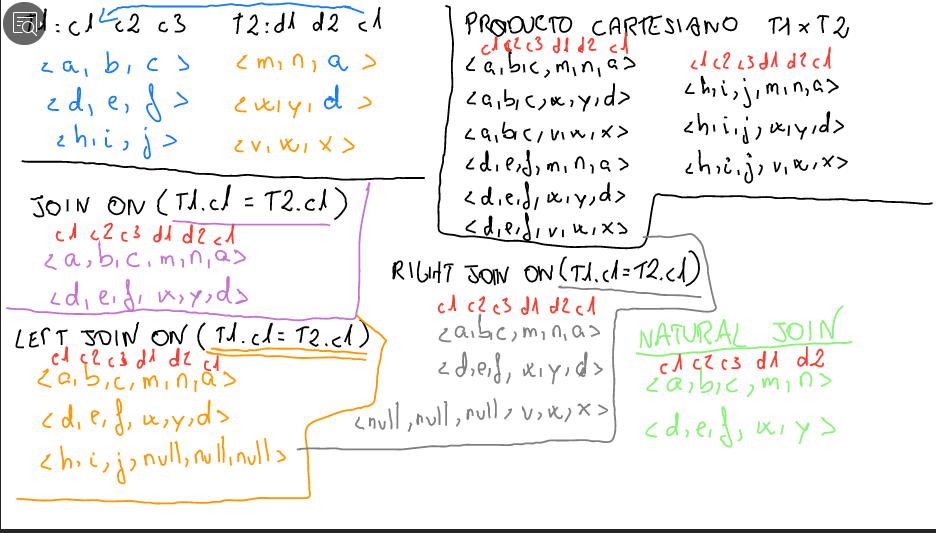 T1: c1 c2 c3 T2: d1 d2 c1
<a, b, c> <m, n, a>
<d, e, f> <x, y, d>
<h, i, j> <v, w, x>
PRODUCTO CARTESIANO T1 x T2
c1 c2 c3 d1 d2 c1
<a, b, c, m, n, a>
<a, b, c, x, y, d>
<a, b, c, v, w, x>
<d, e, f, m, n, a>
<d, e, f, x, y, d>
<d, e, f, v, w, x>
c1 c2 c3 d1 d2 c1
<h, i, j, m, n, a>
<h, i, j, x, y, d>
<h, i, j, v, w, x>
JOIN ON (T1.c1 = T2.c1)
c1 c2 c3 d1 d2 c1
<a, b, c, m, n, a>
<d, e, f, x, y, d>
LEFT JOIN ON (T1.c1 = T2.c1)
c1 c2 c3 d1 d2 c1
<a, b, c, m, n, a>
<d, e, f, x, y, d>
<h, i, j, null, null, null>
RIGHT JOIN ON (T1.c1 = T2.c1)
c1 c2 c3 d1 d2 c1
<a, b, c, m, n, a>
<d, e, f, x, y, d>
<null, null, null, v, w, x>
NATURAL JOIN
c1 c2 c3 d1 d2
<a, b, c, m, n>
<d, e, f, x, y>